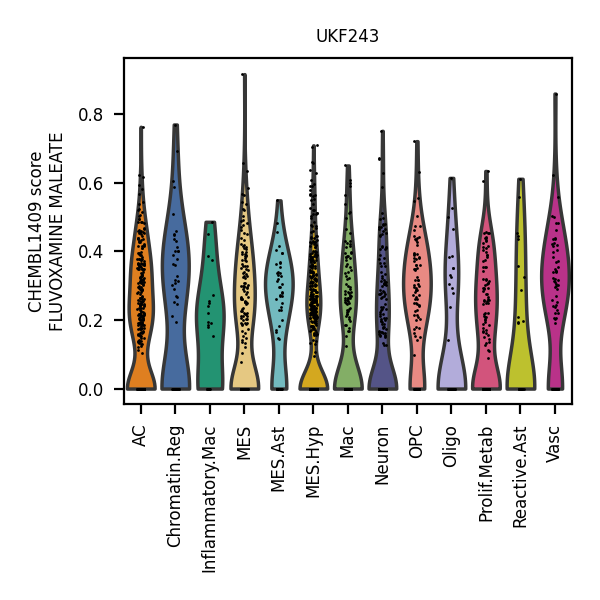 UKF243
CHEMBL1409 score
FLUVOXAMINE MALEATE
0.8
0.6
0.4
0.2
0.0
AC
Chromatin.Reg
Inflammatory.Mac
MES
MES.Ast
MES.Hyp
Mac
Neuron
OPC
Oligo
Prolif.Metab
Reactive.Ast
Vasc